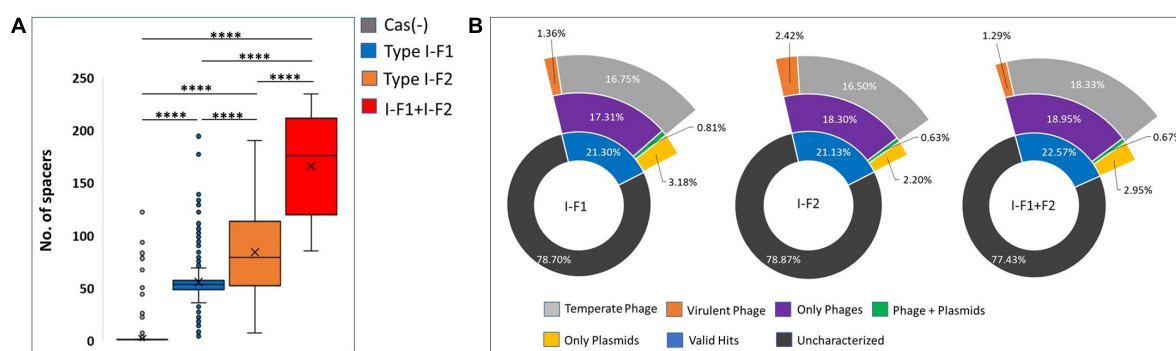 A
Cas(-)
Type I-F1
Type I-F2
I-F1+I-F2
****
****
****
****
****
****
No. of spacers
250
200
150
100
50
0
B
1.36%
16.75%
17.31%
0.81%
21.30%
3.18%
I-F1
78.70%
2.42%
16.50%
18.30%
0.63%
21.13%
2.20%
I-F2
78.87%
1.29%
18.33%
18.95%
0.67%
22.57%
2.95%
I-F1+F2
77.43%
Temperate Phage
Virulent Phage
Only Phages
Phage + Plasmids
Only Plasmids
Valid Hits
Uncharacterized